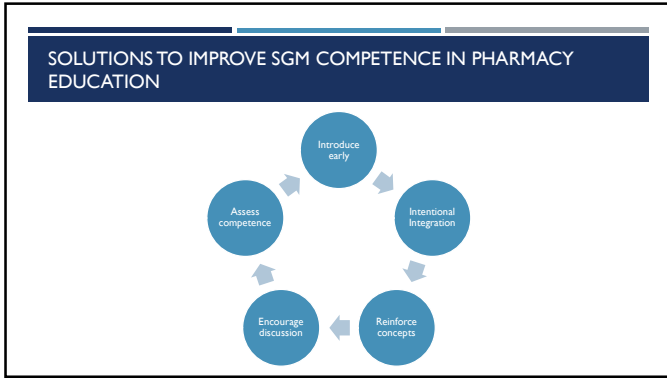 SOLUTIONS TO IMPROVE SGM COMPETENCE IN PHARMACY
EDUCATION
Introduce
early
Intentional
Integration
Reinforce
concepts
Encourage
discussion
Assess
competence